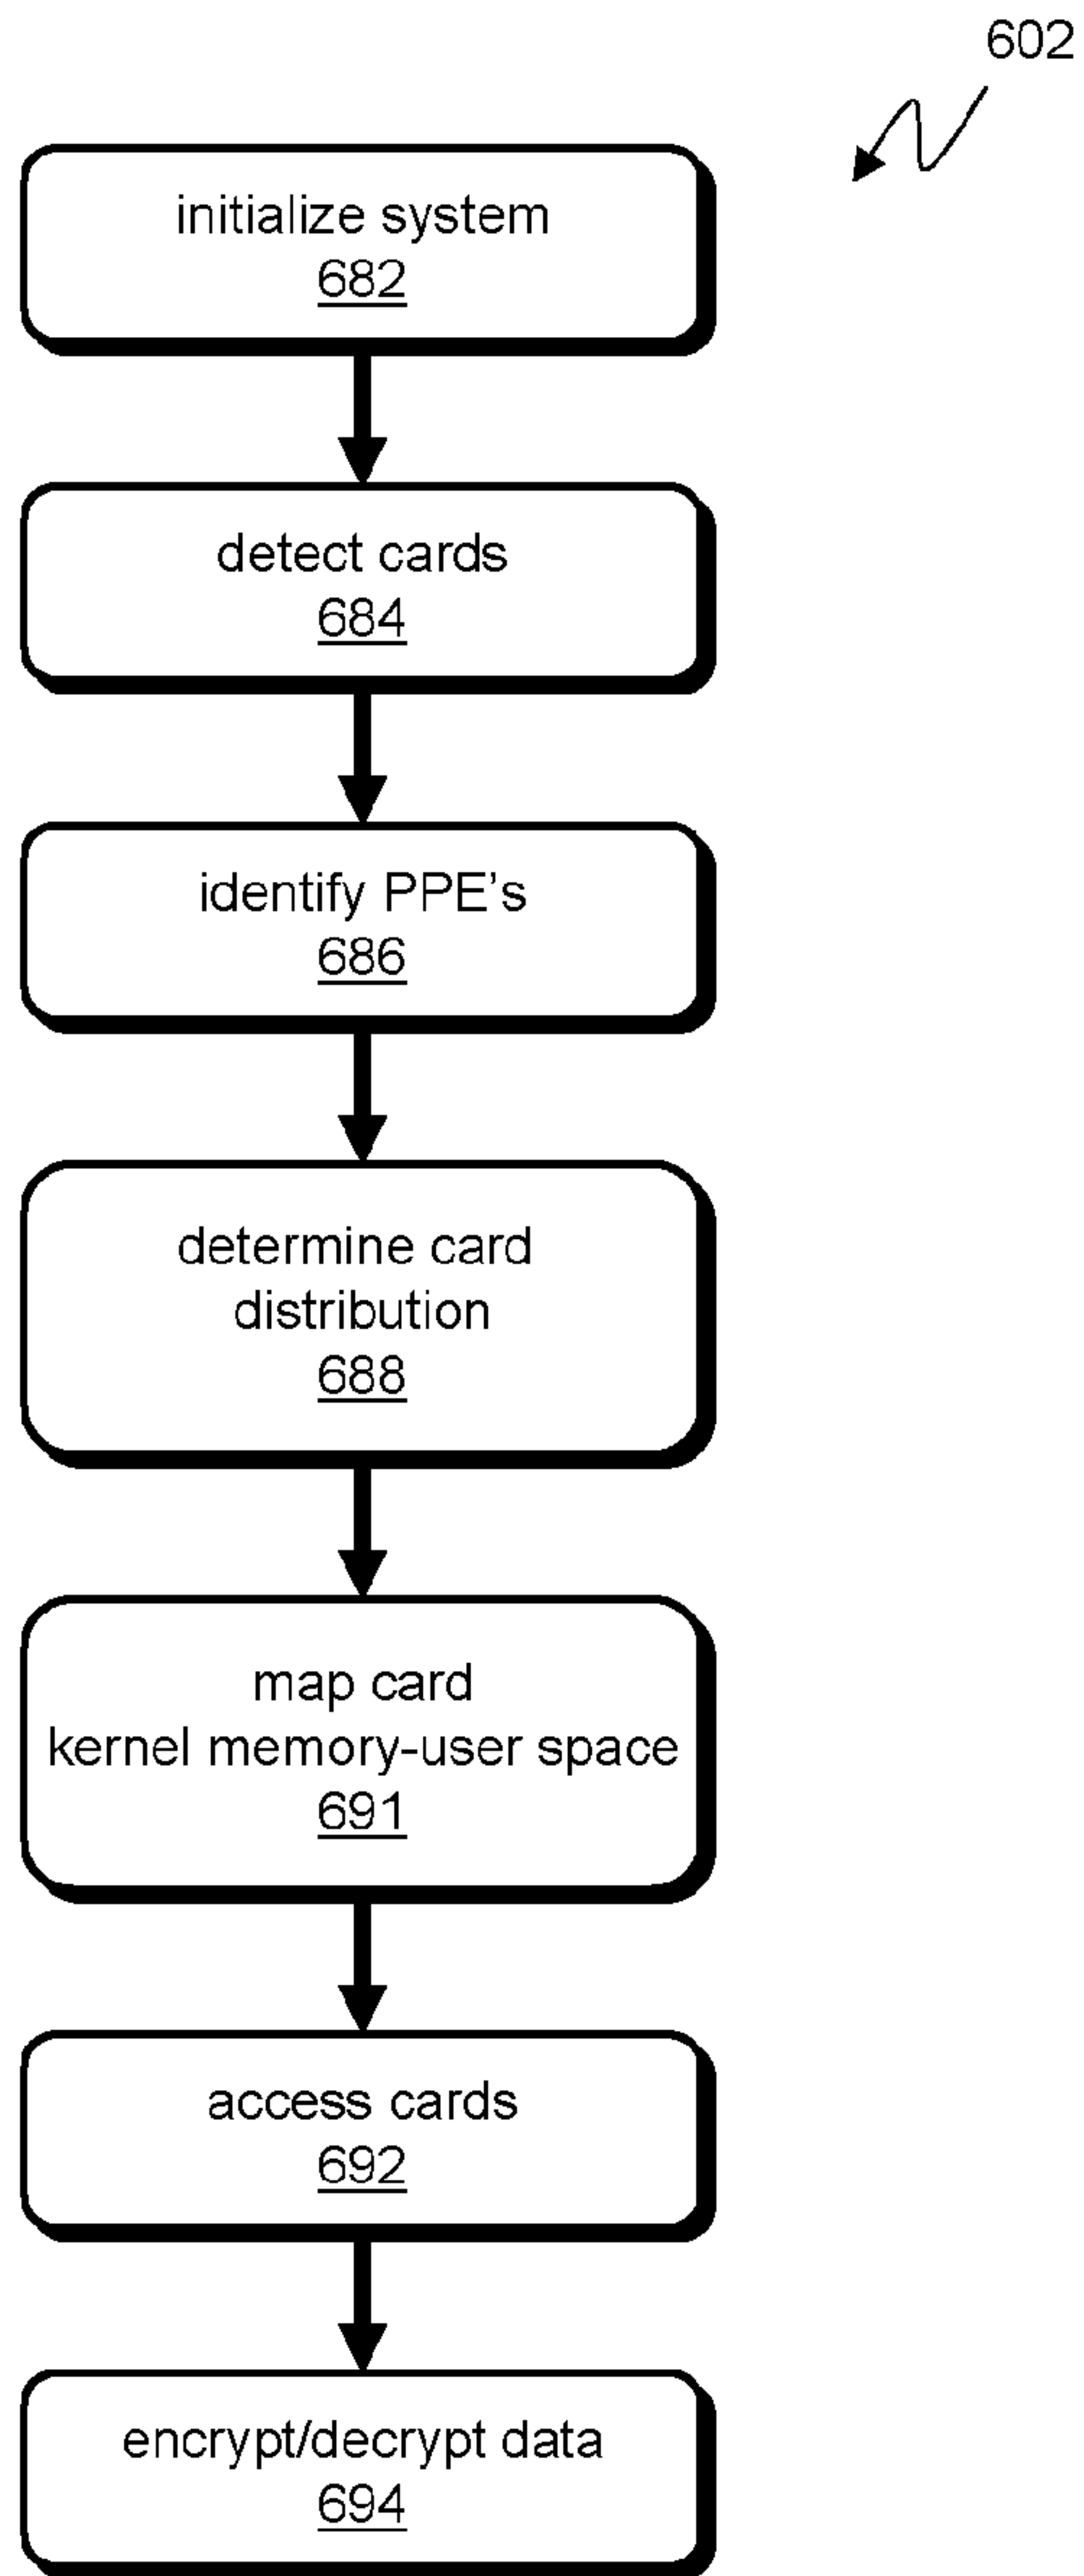 602
initialize system
682
detect cards
684
identify PPE's
686
determine card
distribution
688
map card
kernel memory-user space
691
access cards
692
encrypt/decrypt data
694